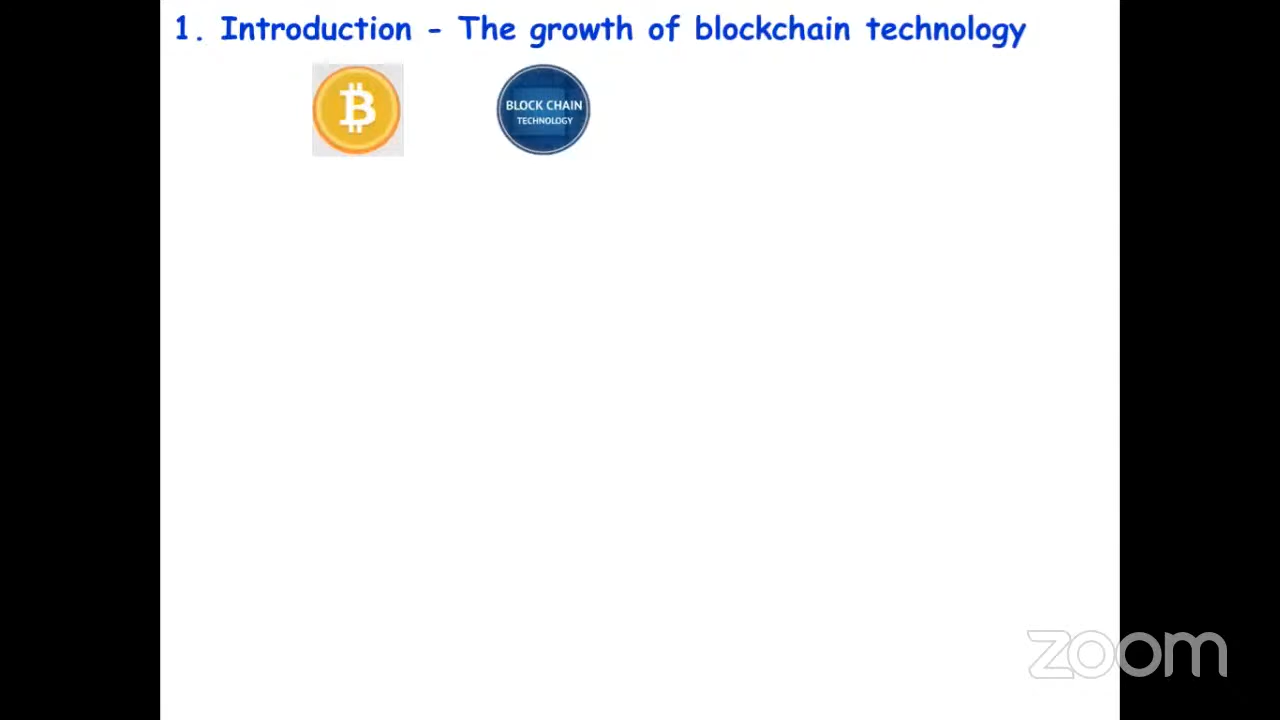 1. Introduction - The growth of blockchain technology
BLOCK CHAIN
TECHNOLOGY
zoom